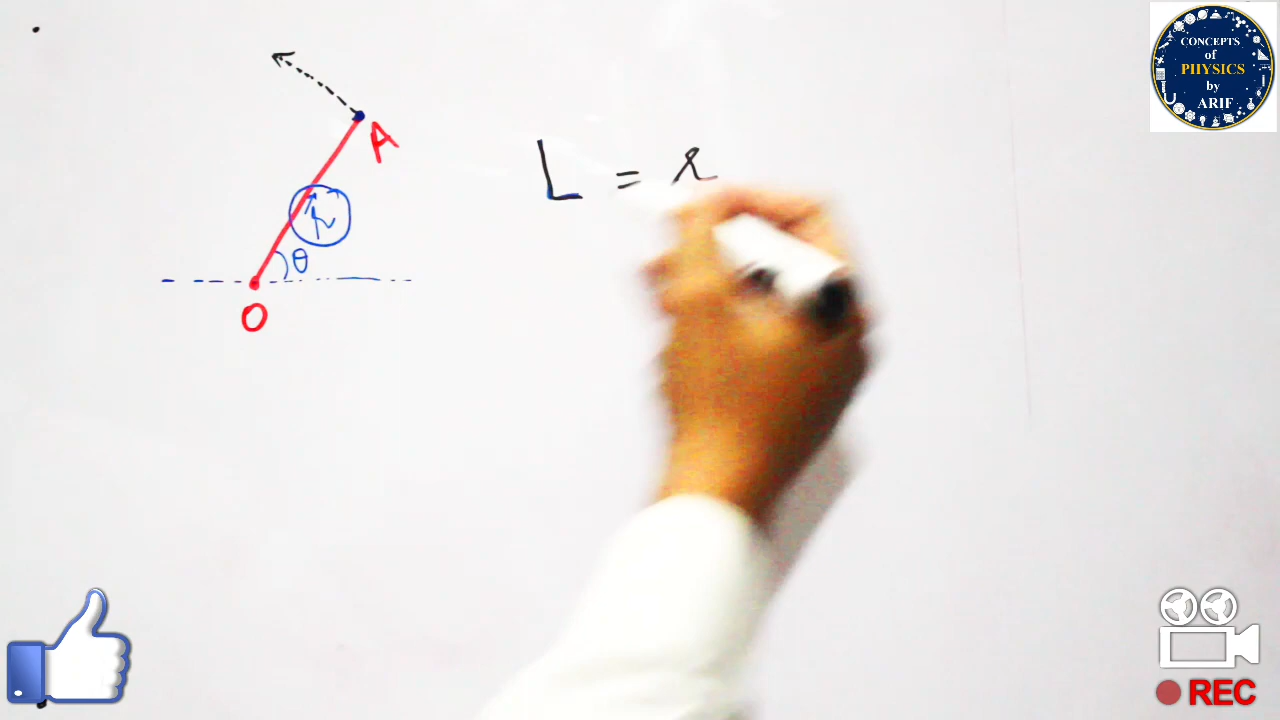 A
r
θ
O
L = r
CONCEPTS
of
PHYSICS
by
ARIF
REC